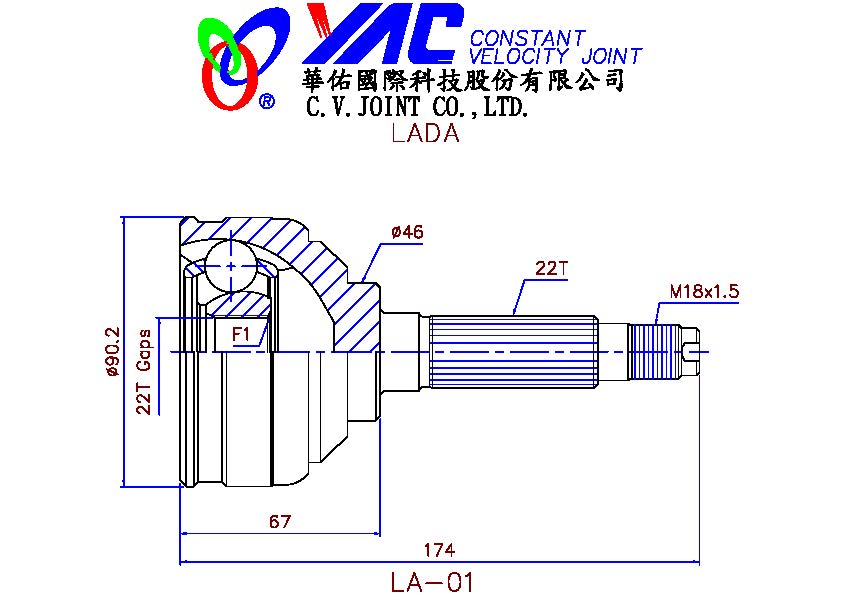 YAC CONSTANT
VELOCITY JOINT
®
華佑國際科技股份有限公司
C.V.JOINT CO.,LTD.
LADA
ø46
22T
M18x1.5
F1
ø90.2
22T Gaps
67
174
LA-01